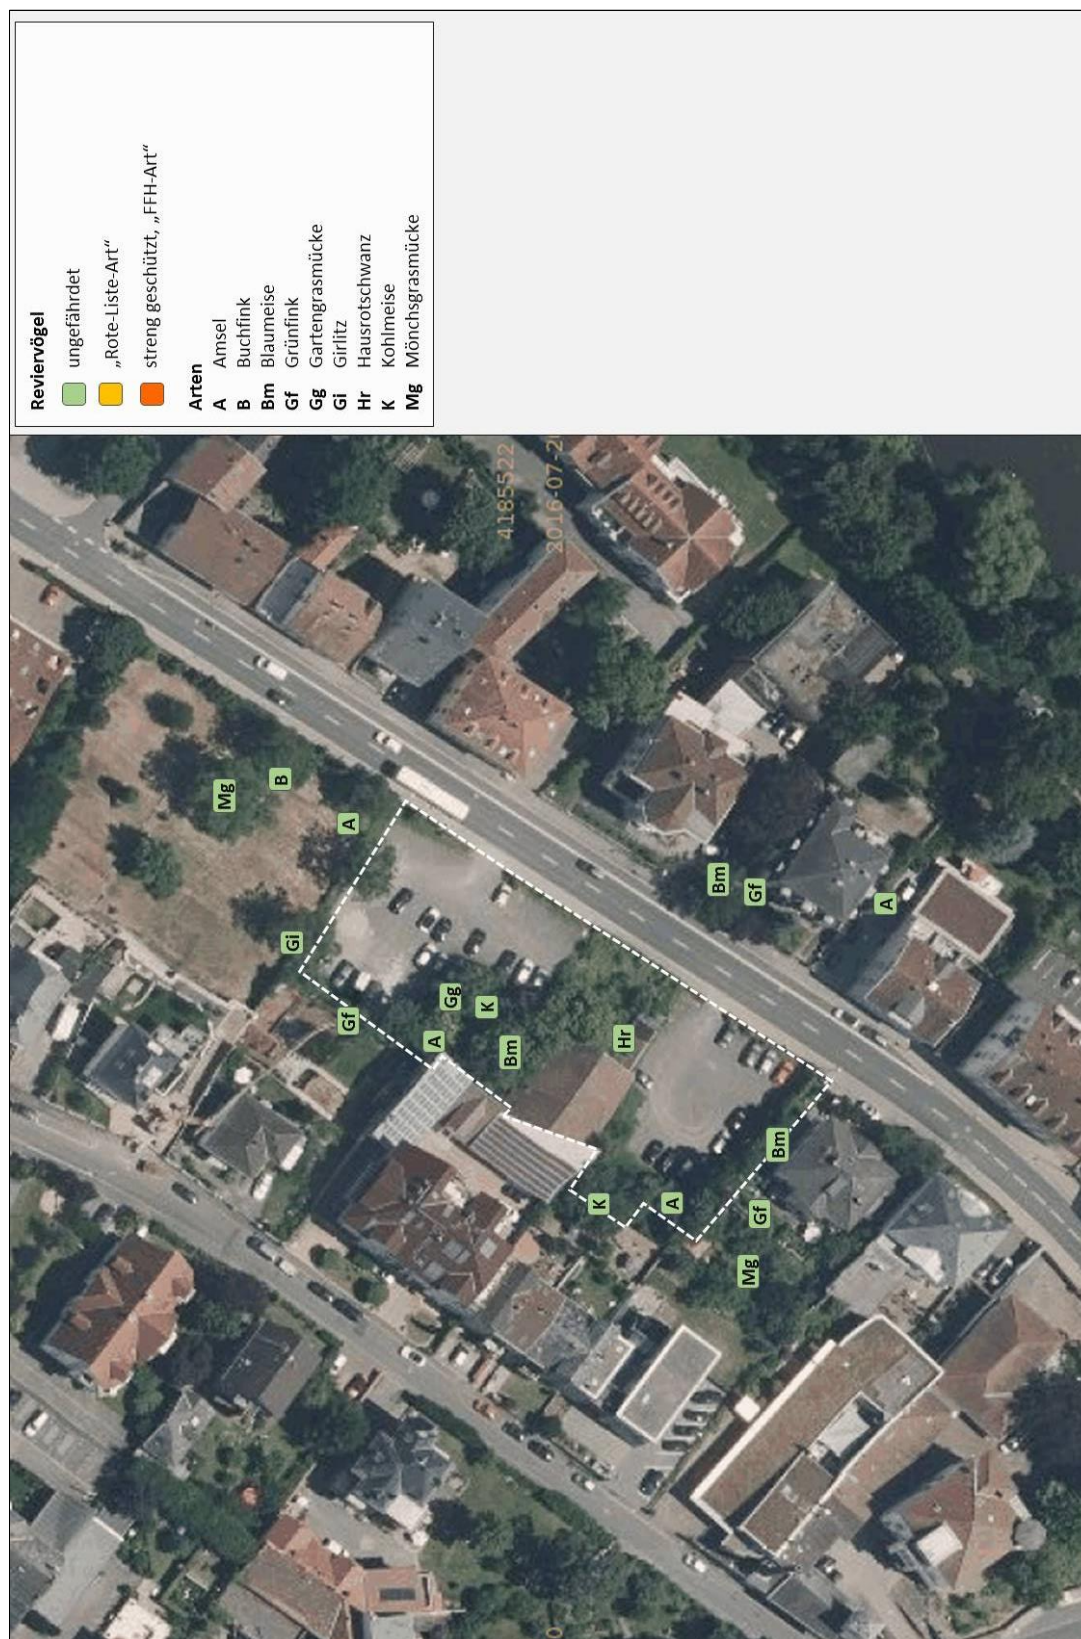 Reviervögel
ungefährdet
„Rote-Liste-Art“
streng geschützt, „FFH-Art“
Arten
A Amsel
B Buchfink
Bm Blaumeise
Gf Grünfink
Gg Gartengrasmücke
Gi Girlitz
Hr Hausrotschwanz
K Kohlmeise
Mg Mönchsgrasmücke
4185522
2016-07-2
Mg
B
A
Gi
Gf
A
Gg
K
Bm
Hr
Bm
Gf
A
K
A
Bm
Gf
Mg
0